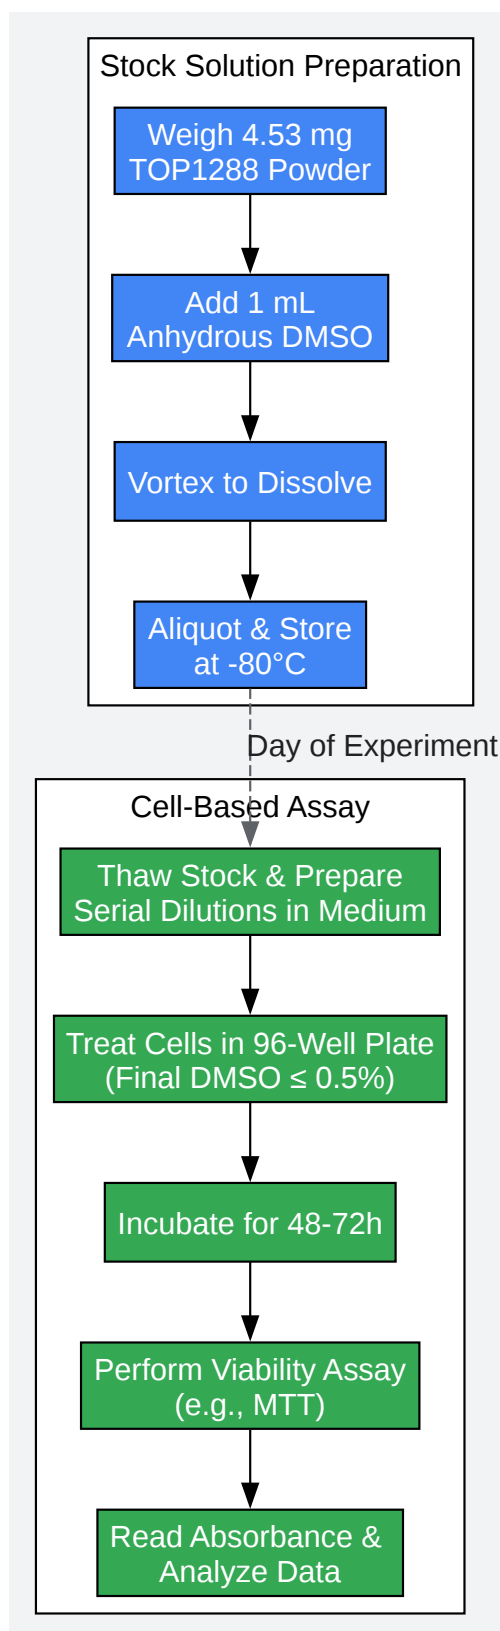 Stock Solution Preparation
Weigh 4.53 mg
TOP1288 Powder
Add 1 mL
Anhydrous DMSO
Vortex to Dissolve
Aliquot & Store
at -80°C
Day of Experiment
Cell-Based Assay
Thaw Stock & Prepare
Serial Dilutions in Medium
Treat Cells in 96-Well Plate
(Final DMSO ≤ 0.5%)
Incubate for 48-72h
Perform Viability Assay
(e.g., MTT)
Read Absorbance &
Analyze Data